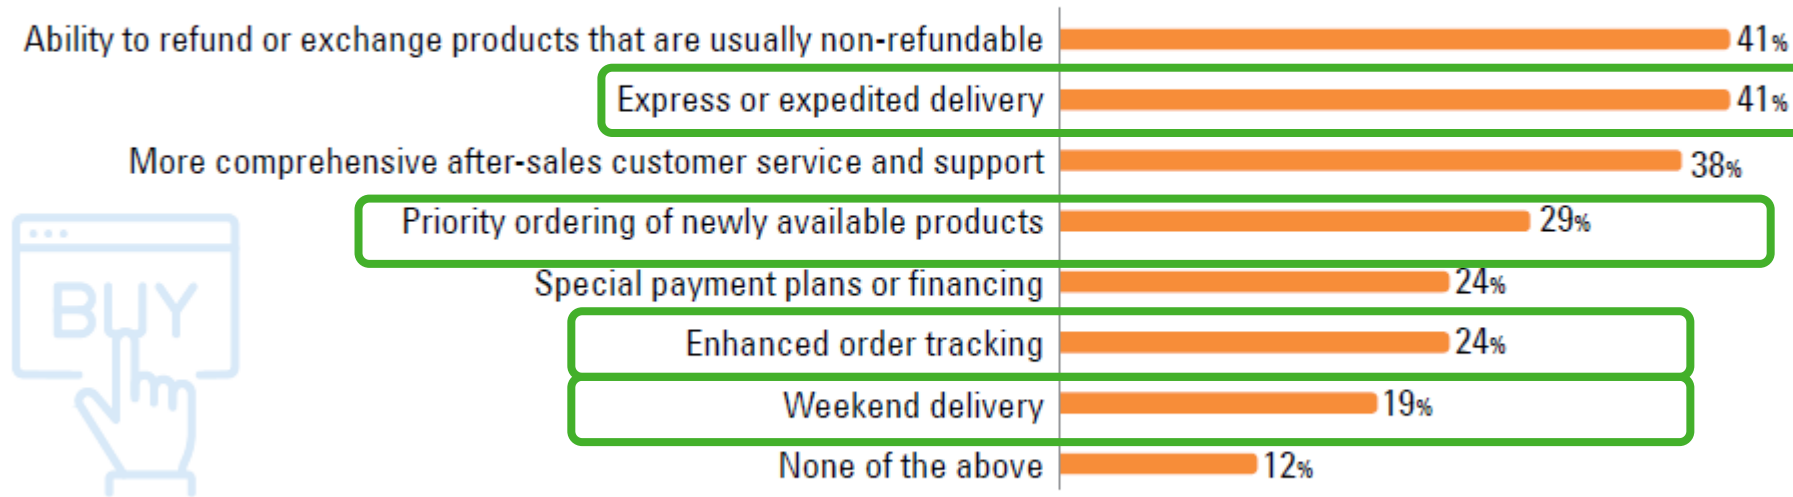 Ability to refund or exchange products that are usually non-refundable 41%
Express or expedited delivery 41%
More comprehensive after-sales customer service and support 38%
Priority ordering of newly available products 29%
Special payment plans or financing 24%
Enhanced order tracking 24%
Weekend delivery 19%
None of the above 12%
BUY